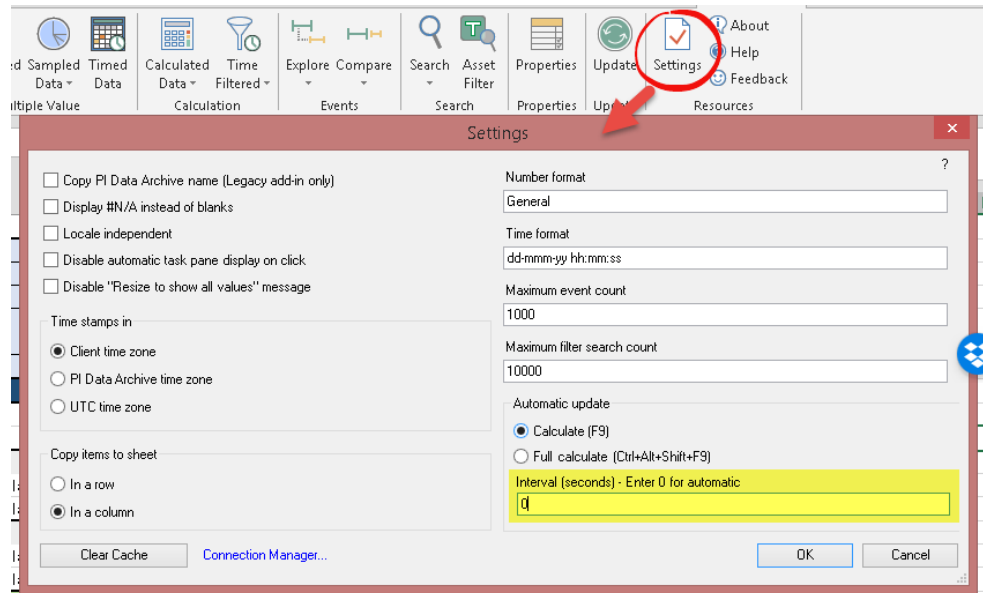 Sampled Data
Timed Data
Calculated Data
Time Filtered
Explore
Compare
Search
Asset Filter
Properties
Update
Settings
About
Help
Feedback
Calculation
Events
Search
Properties
Resources
Settings
?
Copy PI Data Archive name (Legacy add-in only)
Display #N/A instead of blanks
Locale independent
Disable automatic task pane display on click
Disable "Resize to show all values" message
Time stamps in
Client time zone
PI Data Archive time zone
UTC time zone
Copy items to sheet
In a row
In a column
Clear Cache
Connection Manager...
Number format
General
Time format
dd-mmm-yy hh:mm:ss
Maximum event count
1000
Maximum filter search count
10000
Automatic update
Calculate (F9)
Full calculate (Ctrl+Alt+Shift+F9)
Interval (seconds) - Enter 0 for automatic
0
OK
Cancel